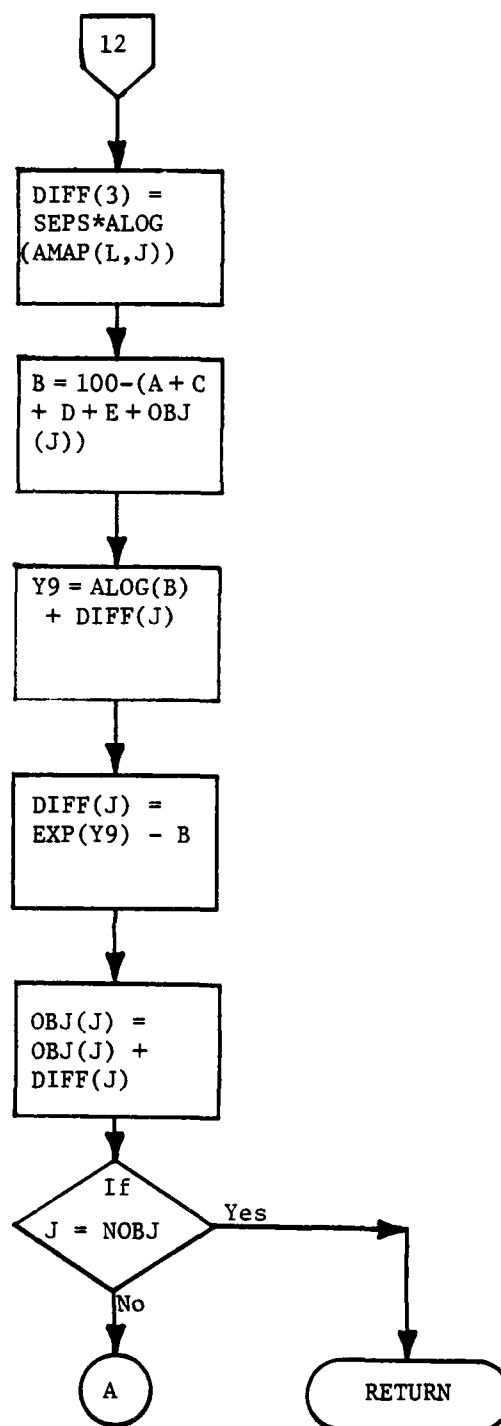 12
DIFF(3) =
SEPS*ALOG
(AMAP(L,J))
B = 100-(A + C
+ D + E + OBJ
(J))
Y9 = ALOG(B)
+ DIFF(J)
DIFF(J) =
EXP(Y9) - B
OBJ(J) =
OBJ(J) +
DIFF(J)
If
J = NOBJ
Yes
No
A
RETURN